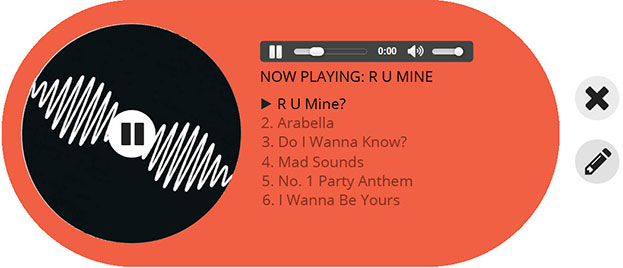 0:00
NOW PLAYING: R U MINE
R U Mine?
2. Arabella
3. Do I Wanna Know?
4. Mad Sounds
5. No. 1 Party Anthem
6. I Wanna Be Yours